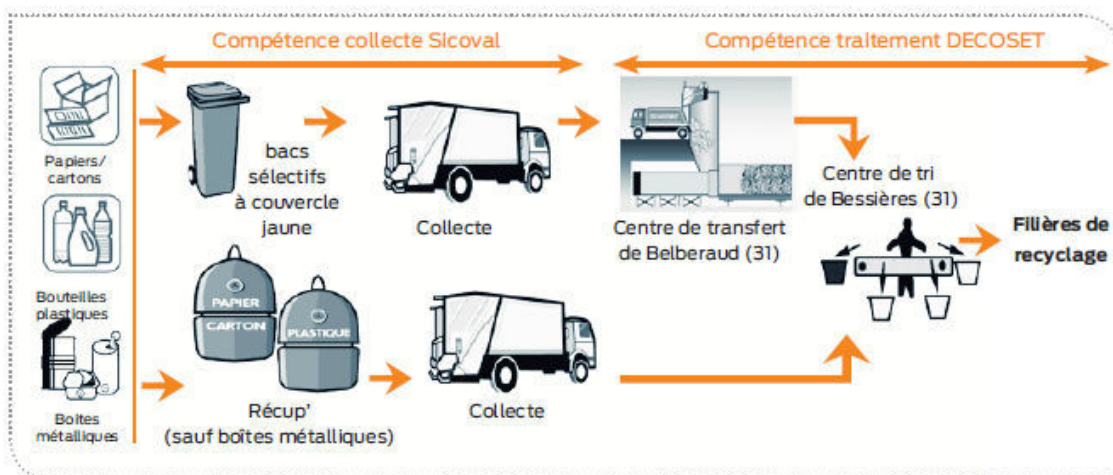 Compétence collecte Sicoval
Compétence traitement DECOSET
Papiers/
cartons
bacs
sélectifs
à couvercle
jaune
Collecte
Centre de transfert
de Belberaud (31)
Centre de tri
de Bessières (31)
Filières de
recyclage
Bouteilles
plastiques
PAPIER
CARTON
PLASTIQUE
Boîtes
métalliques
Récup’
(sauf boîtes métalliques)
Collecte